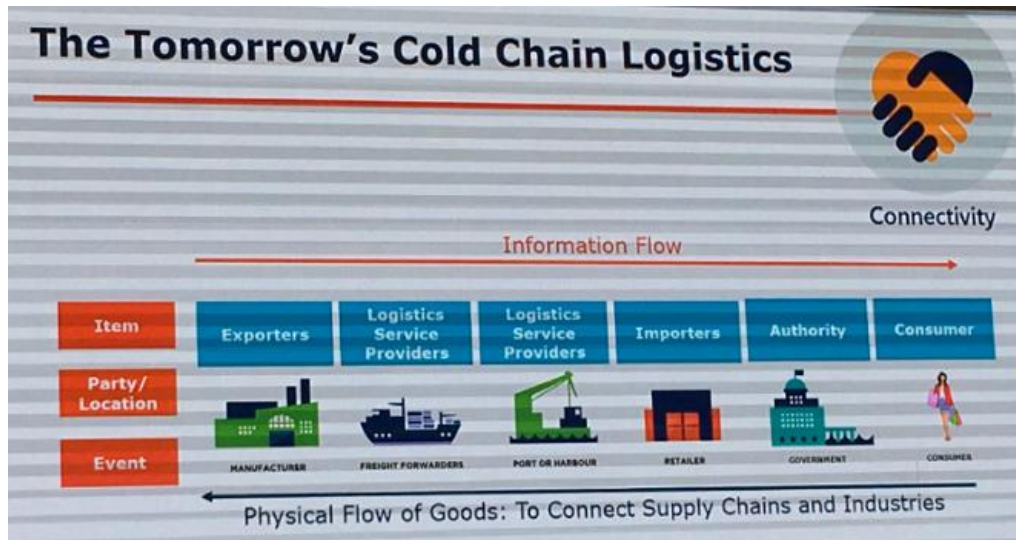 The Tomorrow's Cold Chain Logistics
Connectivity
Information Flow
Item
Exporters
Logistics
Service
Providers
Logistics
Service
Providers
Importers
Authority
Consumer
Party/
Location
MANUFACTURER
FREIGHT FORWARDERS
PORT OR HARBOUR
RETAILER
GOVERNMENT
CONSUMER
Event
Physical Flow of Goods: To Connect Supply Chains and Industries